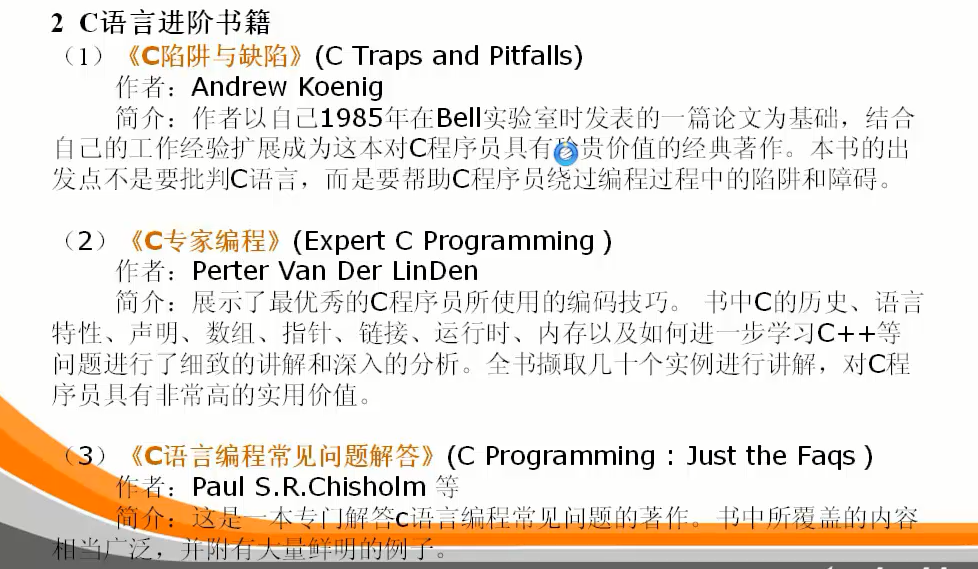 2 C语言进阶书籍
（1）《C陷阱与缺陷》(C Traps and Pitfalls)
作者：Andrew Koenig
简介：作者以自己1985年在Bell实验室时发表的一篇论文为基础，结合
自己的工作经验扩展成为这本对C程序员具有珍贵价值的经典著作。本书的出
发点不是要批判C语言，而是要帮助C程序员绕过编程过程中的陷阱和障碍。
（2）《C专家编程》(Expert C Programming )
作者：Perter Van Der LinDen
简介：展示了最优秀的C程序员所使用的编码技巧。 书中C的历史、语言
特性、声明、数组、指针、链接、运行时、内存以及如何进一步学习C++等
问题进行了细致的讲解和深入的分析。全书撷取几十个实例进行讲解，对C程
序员具有非常高的实用价值。
（3）《C语言编程常见问题解答》(C Programming : Just the Faqs )
作者：Paul S.R.Chisholm 等
简介：这是一本专门解答c语言编程常见问题的著作。书中所覆盖的内容
相当广泛，并附有大量鲜明的例子。